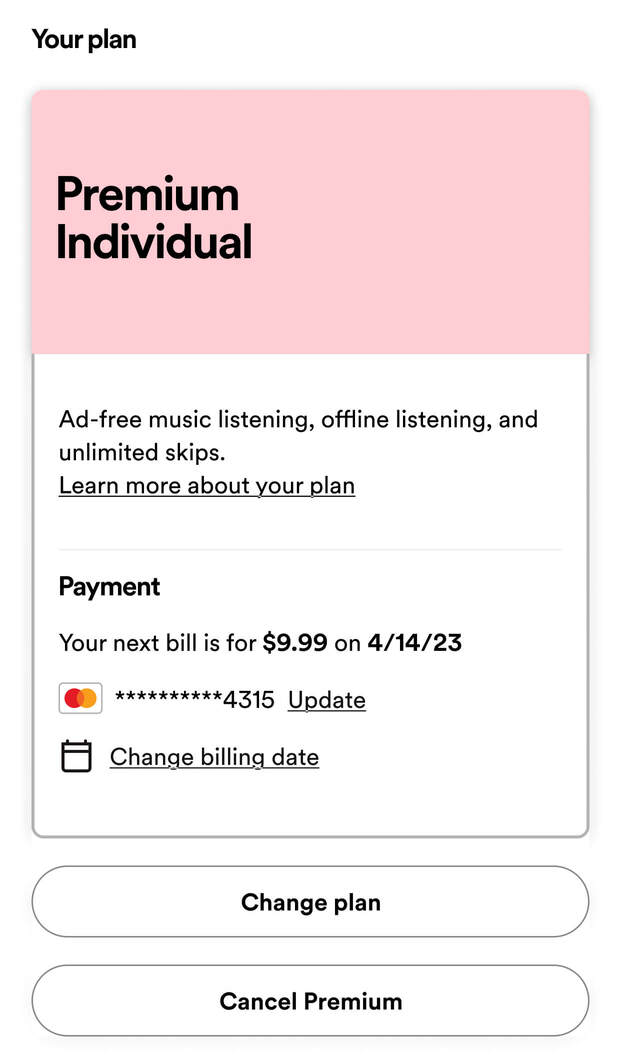 Your plan
Premium
Individual
Ad-free music listening, offline listening, and
unlimited skips.
Learn more about your plan
Payment
Your next bill is for $9.99 on 4/14/23
**********4315 Update
Change billing date
Change plan
Cancel Premium